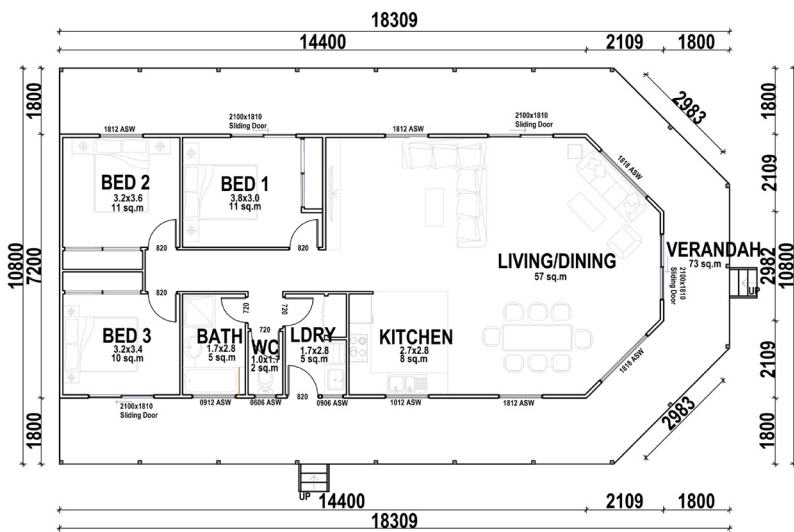 18309
14400 2109 1800
1800
10800
7200
1800
2983
1800
2109
2982
10800
2109
1800
2983
2100x1810
Sliding Door
2100x1810
Sliding Door
1812 ASW
1812 ASW
1818 ASW
BED 2
3.2x3.6
11 sq.m
BED 1
3.8x3.0
11 sq.m
820
820
820
LIVING/DINING
57 sq.m
VERANDAH
73 sq.m
2100x1810
Sliding Door
UP
BED 3
3.2x3.4
10 sq.m
BATH
1.7x2.8
5 sq.m
720
720
720
WC
1.0x1.7
2 sq.m
LDRY
1.7x2.8
5 sq.m
KITCHEN
2.7x2.8
8 sq.m
1818 ASW
2100x1810
Sliding Door
0912 ASW
0606 ASW
820
0906 ASW
1012 ASW
1812 ASW
UP
14400 2109 1800
18309